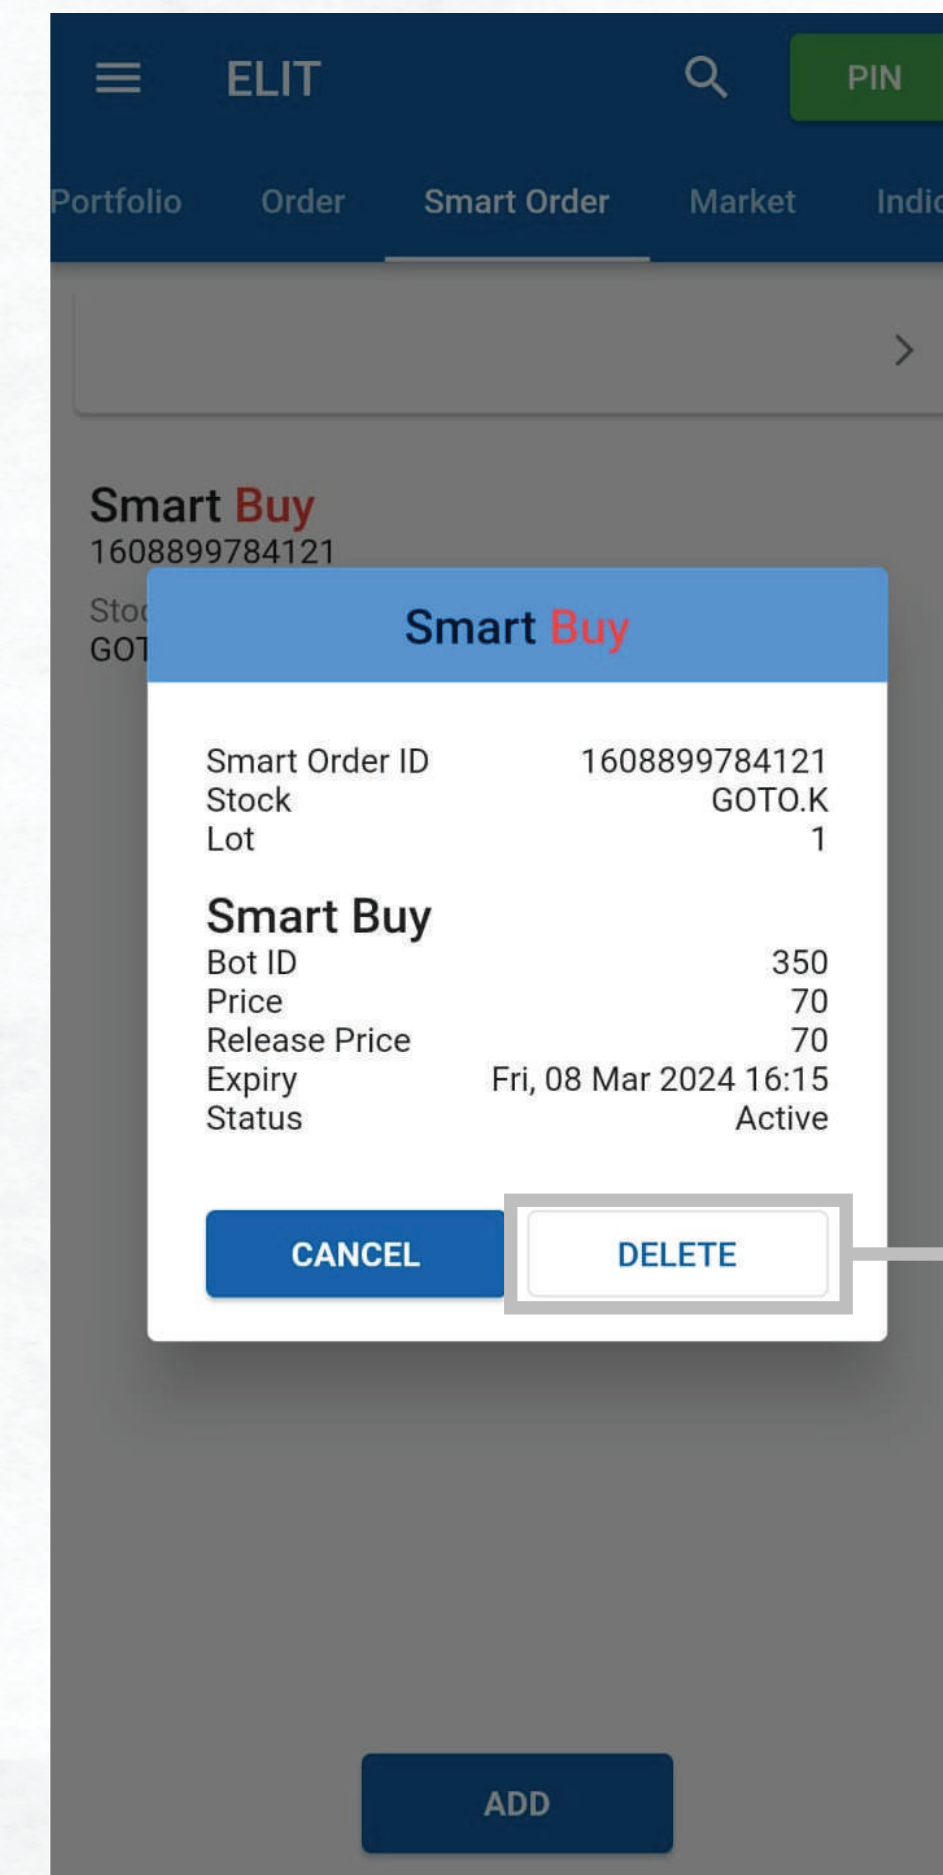 ELIT PIN
Portfolio Order Smart Order Market
Smart Buy
1608899784121
Smart Buy
Smart Order ID 1608899784121
Stock GOTO.K
Lot 1
Smart Buy
Bot ID 350
Price 70
Release Price 70
Expiry Fri, 08 Mar 2024 16:15
Status Active
CANCEL DELETE
ADD